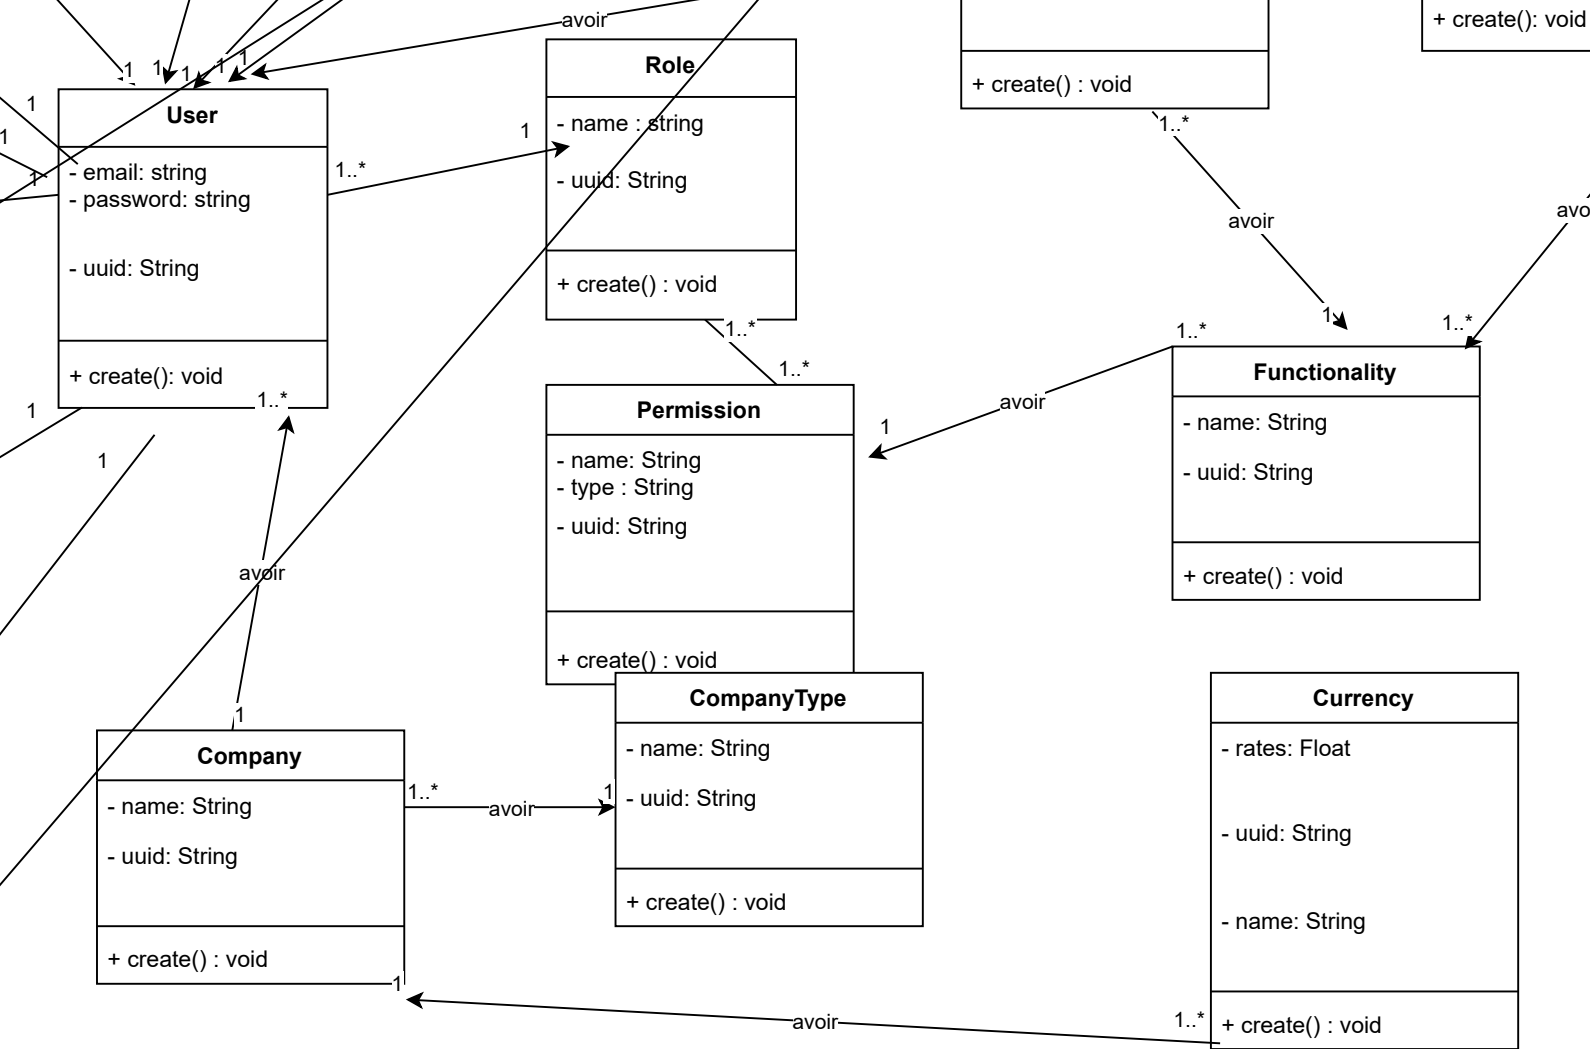 avoir
+ create() : void
+ create(): void
1
1
1
1
1
1
1
1
User
- email: string
- password: string
- uuid: String
+ create(): void
1..*
1
Role
- name : string
- uuid: String
+ create() : void
1..*
1..*
1..*
avoir
1
avo
1..*
1..*
avoir
1
Functionality
- name: String
- uuid: String
+ create() : void
Permission
- name: String
- type : String
- uuid: String
+ create() : void
1
1
1..*
avoir
1
Company
- name: String
- uuid: String
+ create() : void
1..*
avoir
1
CompanyType
- name: String
- uuid: String
+ create() : void
Currency
- rates: Float
- uuid: String
- name: String
+ create() : void
1
avoir
1..*